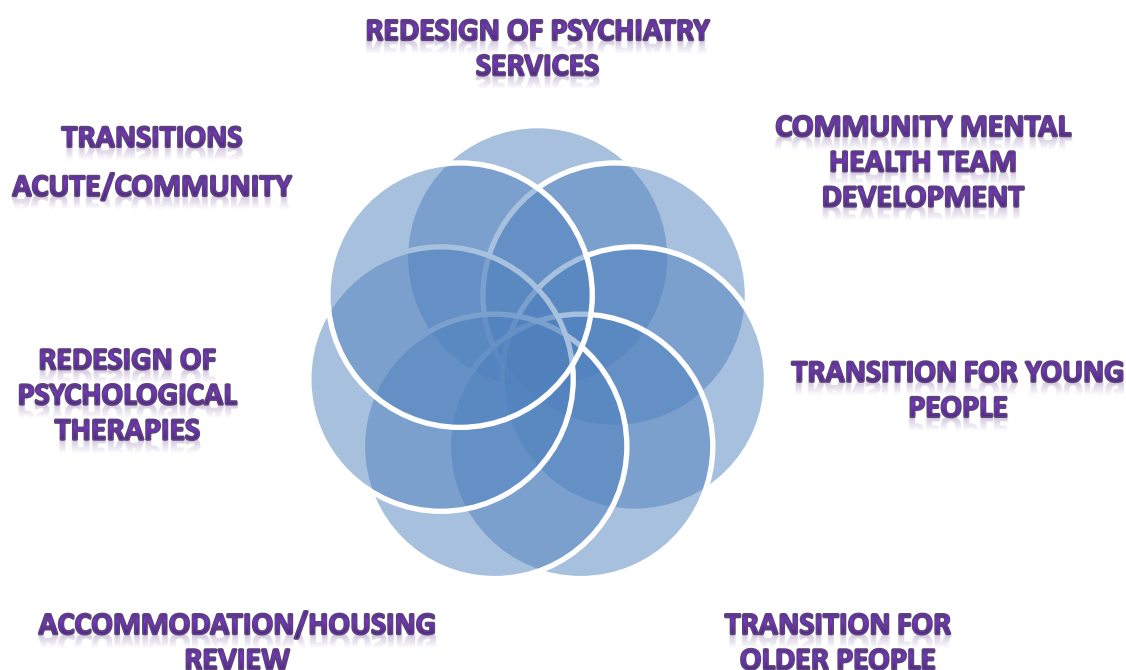 REDESIGN OF PSYCHIATRY
SERVICES
COMMUNITY MENTAL
HEALTH TEAM
DEVELOPMENT
TRANSITION FOR YOUNG
PEOPLE
TRANSITION FOR
OLDER PEOPLE
ACCOMMODATION/HOUSING
REVIEW
REDESIGN OF
PSYCHOLOGICAL
THERAPIES
TRANSITIONS
ACUTE/COMMUNITY